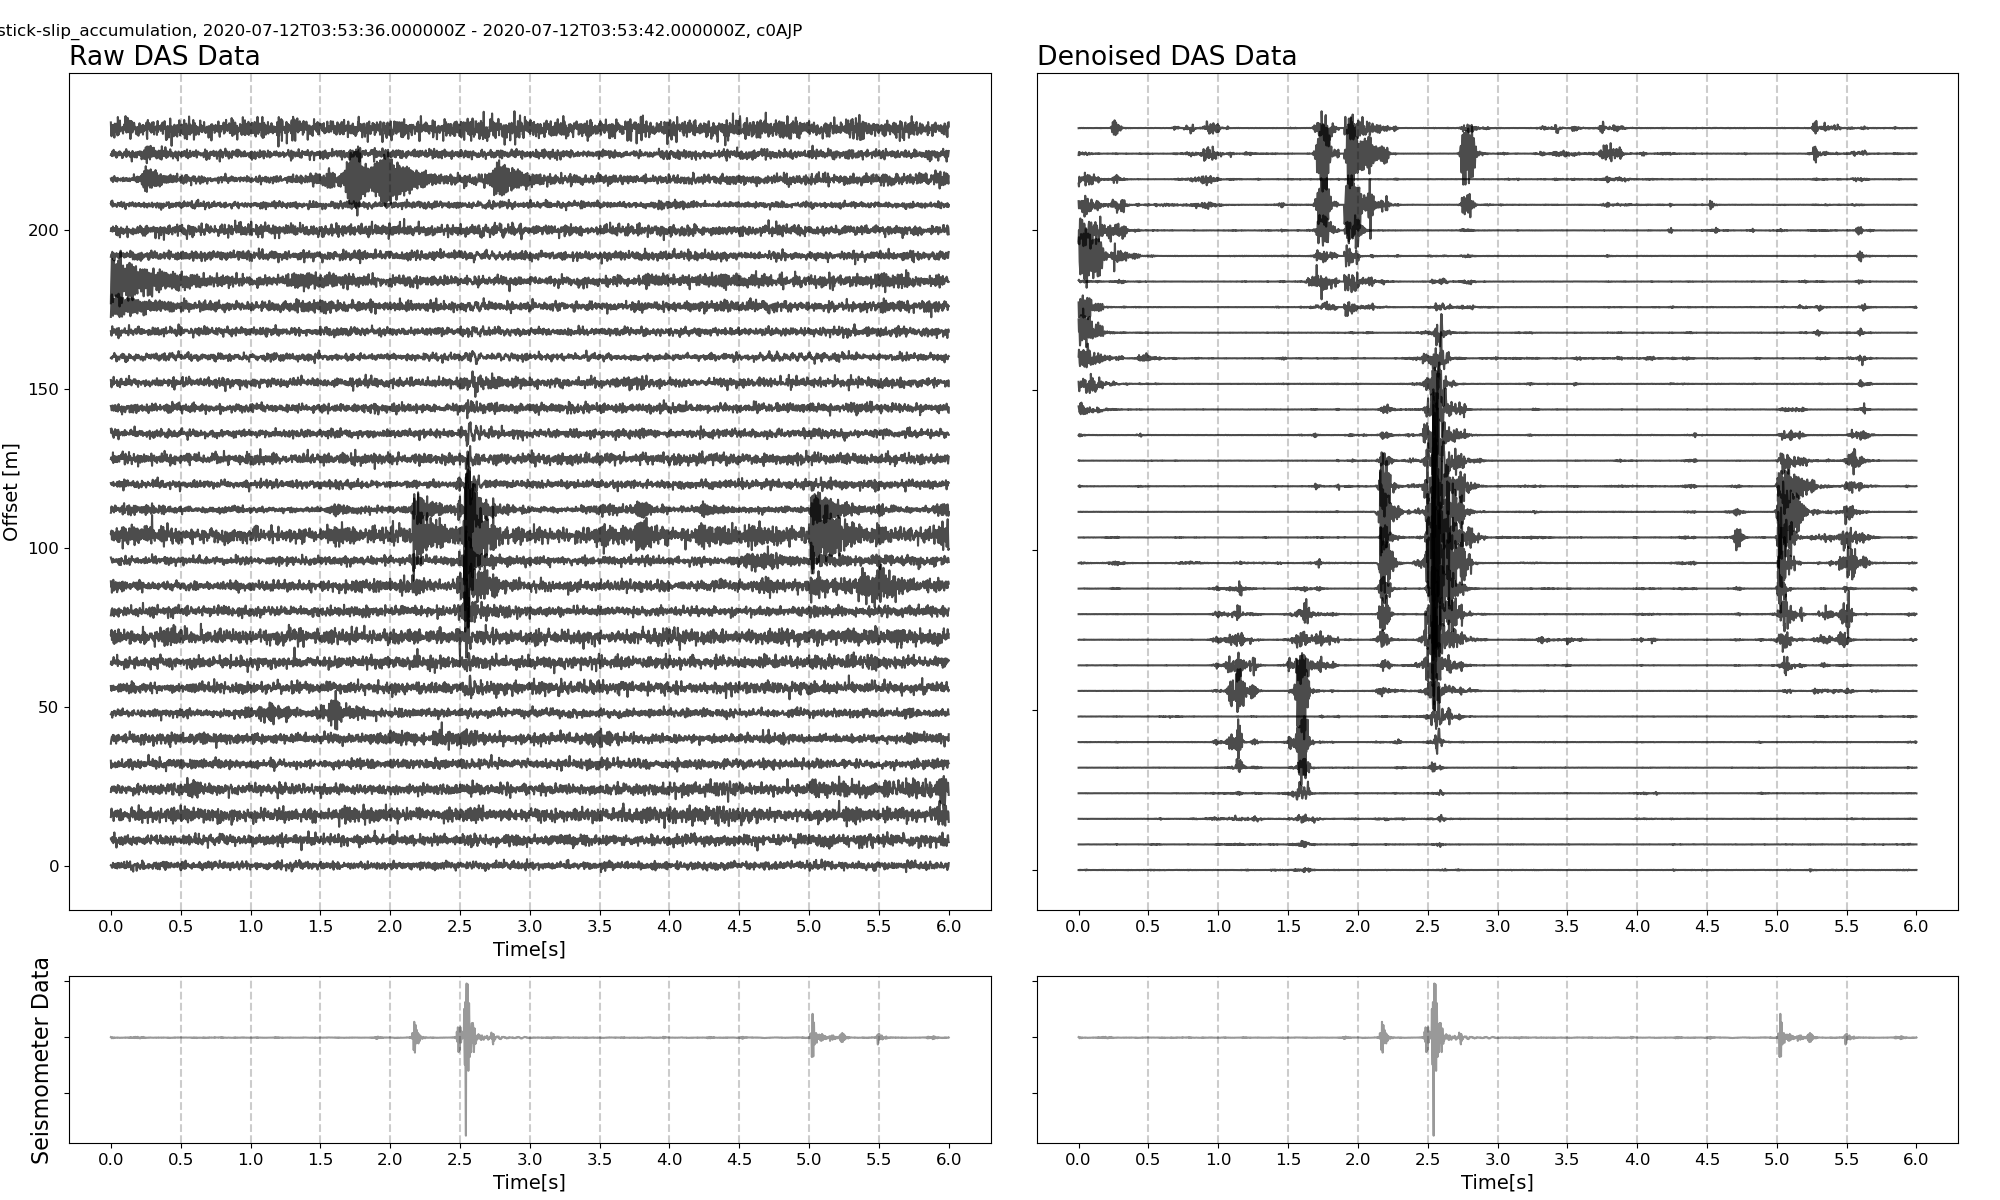 stick-slip_accumulation, 2020-07-12T03:53:36.000000Z - 2020-07-12T03:53:42.000000Z, c0AJP
Raw DAS Data
Denoised DAS Data
Offset [m]
200
150
100
50
0
0.0 0.5 1.0 1.5 2.0 2.5 3.0 3.5 4.0 4.5 5.0 5.5 6.0
Time[s]
0.0 0.5 1.0 1.5 2.0 2.5 3.0 3.5 4.0 4.5 5.0 5.5 6.0
Seismometer Data
0.0 0.5 1.0 1.5 2.0 2.5 3.0 3.5 4.0 4.5 5.0 5.5 6.0
Time[s]
0.0 0.5 1.0 1.5 2.0 2.5 3.0 3.5 4.0 4.5 5.0 5.5 6.0
Time[s]